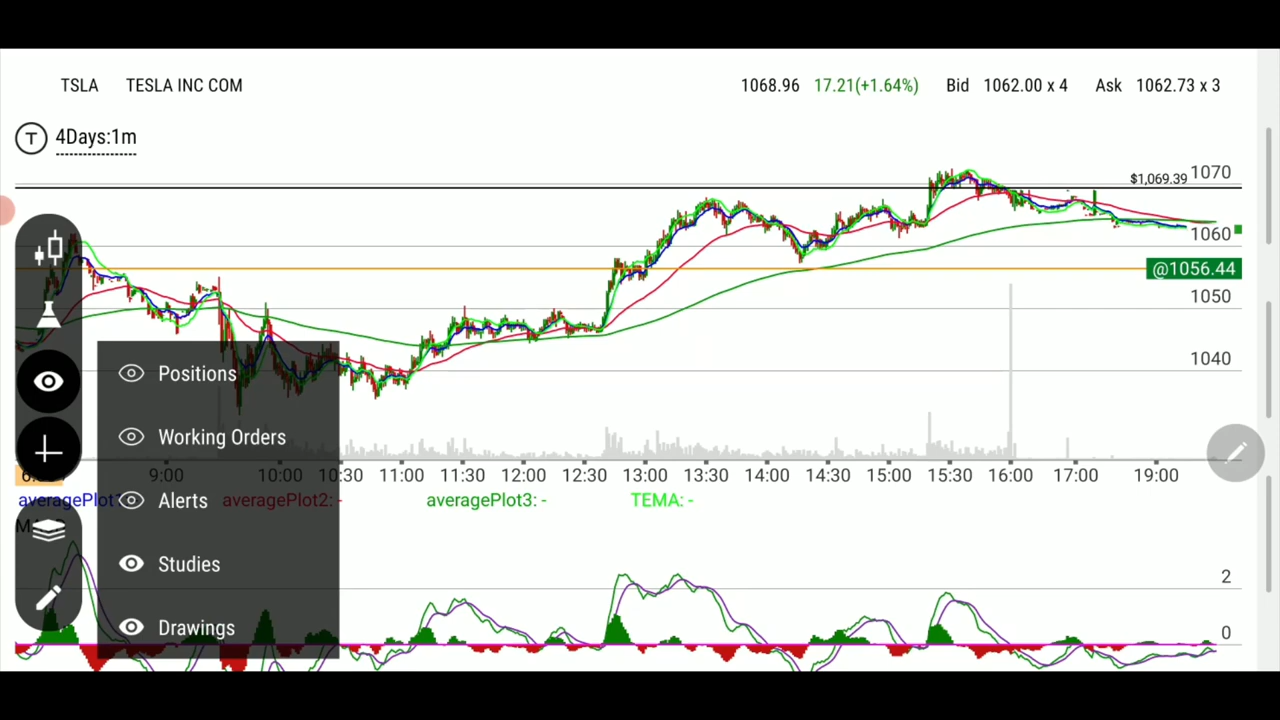 TSLA TESLA INC COM 1068.96 17.21(+1.64%) Bid 1062.00 x 4 Ask 1062.73 x 3
T 4Days:1m
$1,069.39 1070
1060
@1056.44
1050
1040
Positions
Working Orders
9:00 10:00 10:30 11:00 11:30 12:00 12:30 13:00 13:30 14:00 14:30 15:00 15:30 16:00 17:00 19:00
averagePlot averagePlot2: - averagePlot3: - TEMA: -
Alerts
Studies
2
Drawings
0